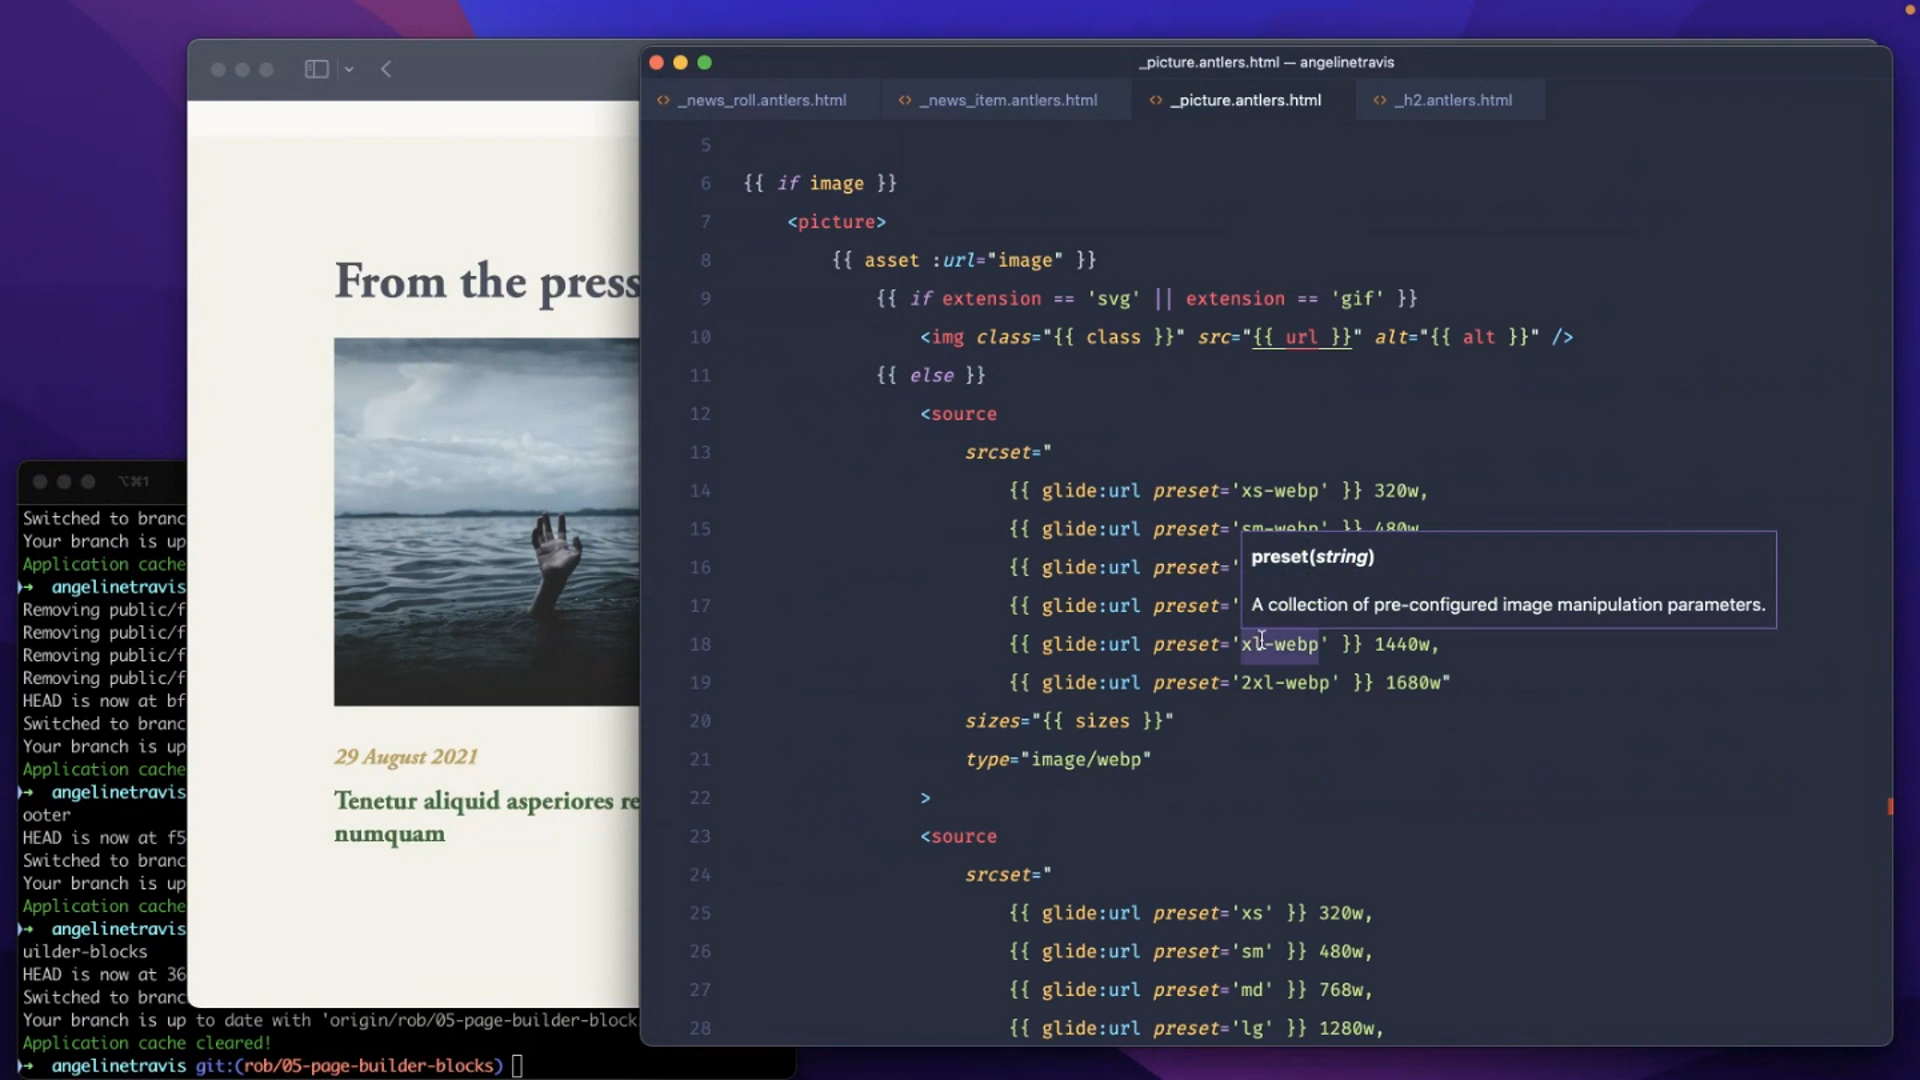 _picture.antlers.html — angelinetravis
_news_roll.antlers.html
_news_item.antlers.html
_picture.antlers.html
_h2.antlers.html
5
6 {{ if image }}
7 <picture>
8 {{ asset :url="image" }}
9 {{ if extension == 'svg' || extension == 'gif' }}
10 <img class="{{ class }}" src="{{ url }}" alt="{{ alt }}" />
11 {{ else }}
12 <source
13 srcset="
14 {{ glide:url preset='xs-webp' }} 320w,
15 {{ glide:url preset='sm-webp' }} 480w,
16 {{ glide:url preset='
17 {{ glide:url preset='
18 {{ glide:url preset='xl-webp' }} 1440w,
19 {{ glide:url preset='2xl-webp' }} 1680w"
20 sizes="{{ sizes }}"
21 type="image/webp"
22 >
23 <source
24 srcset="
25 {{ glide:url preset='xs' }} 320w,
26 {{ glide:url preset='sm' }} 480w,
27 {{ glide:url preset='md' }} 768w,
28 {{ glide:url preset='lg' }} 1280w,
preset(string)
A collection of pre-configured image manipulation parameters.
From the press
29 August 2021
Tenetur aliquid asperiores re
numquam
⌥⌘1
Switched to branc
Your branch is up
Application cache
→ angelinetravis
Removing public/f
Removing public/f
Removing public/f
Removing public/f
HEAD is now at bf
Switched to branc
Your branch is up
Application cache
→ angelinetravis
ooter
HEAD is now at f5
Switched to branc
Your branch is up
Application cache
→ angelinetravis
uilder-blocks
HEAD is now at 36
Switched to branc
Your branch is up to date with 'origin/rob/05-page-builder-block
Application cache cleared!
→ angelinetravis git:(rob/05-page-builder-blocks)